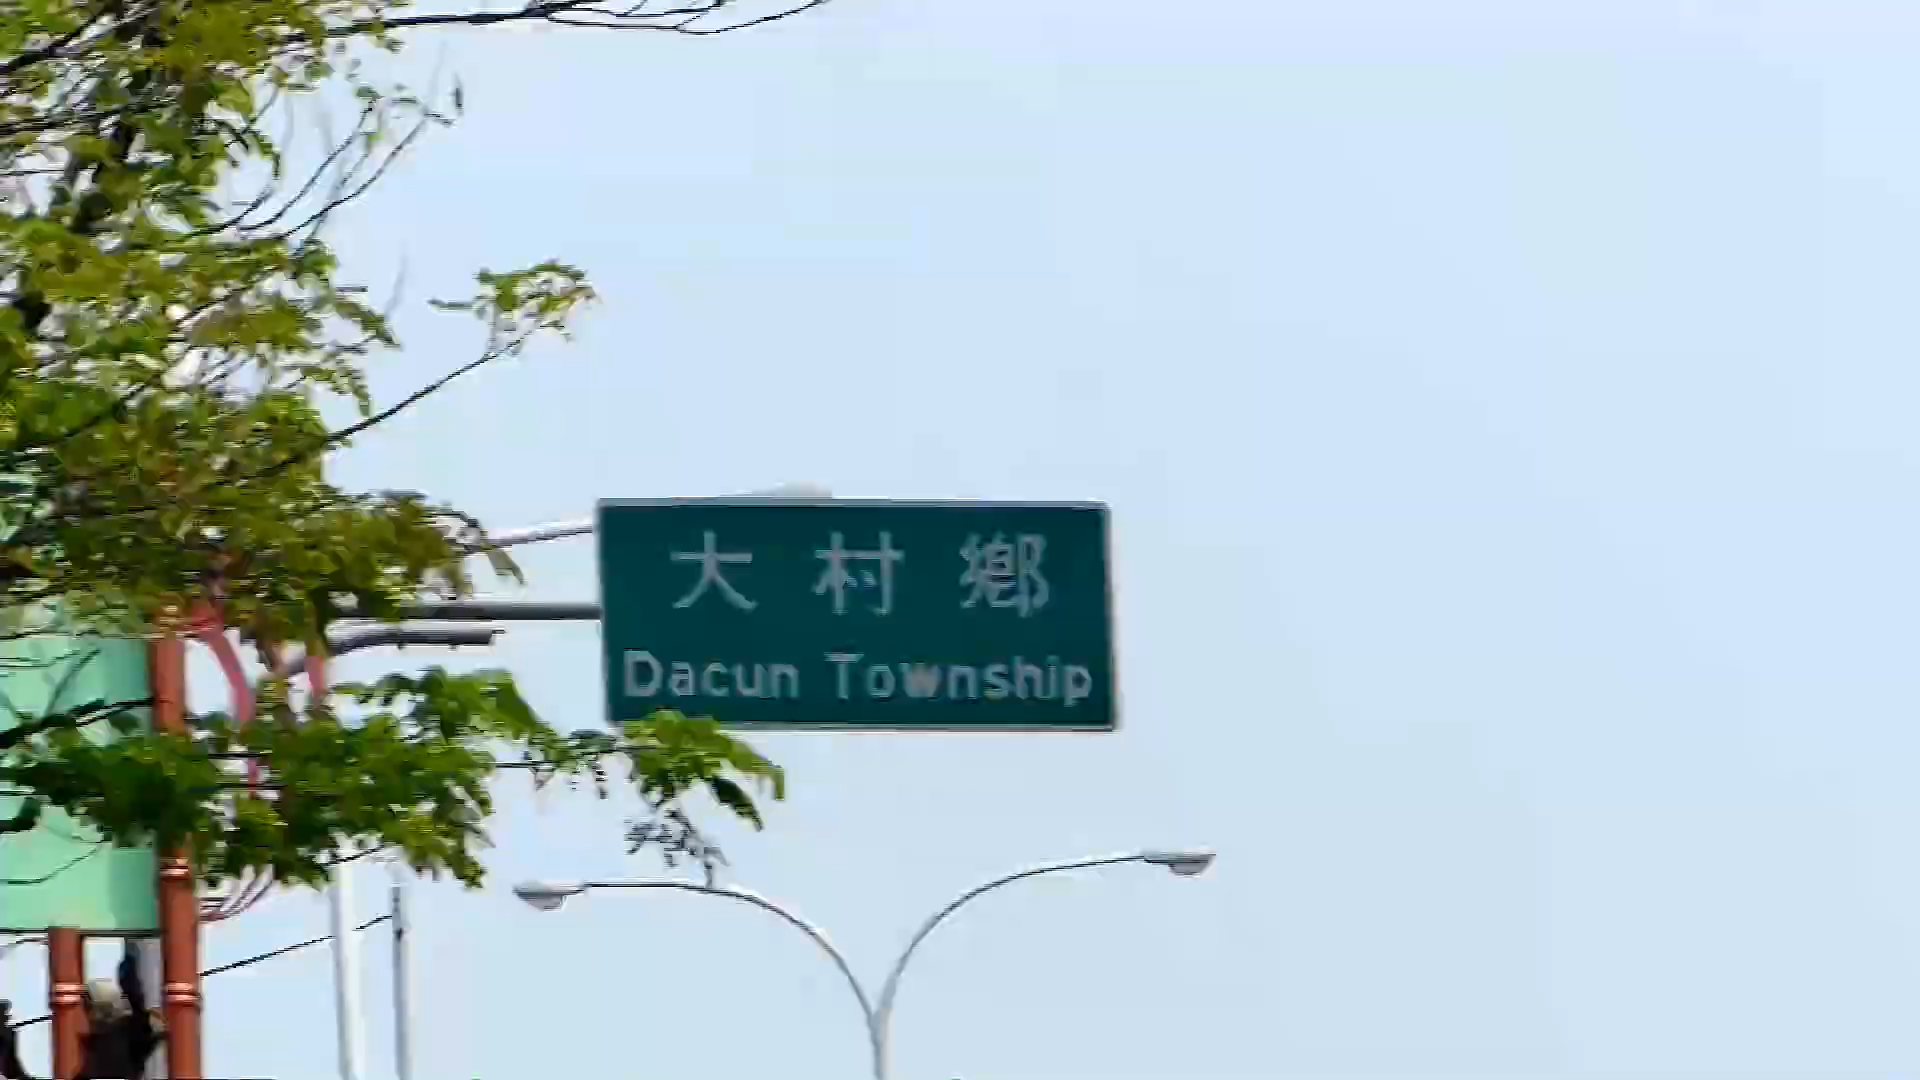 大村鄉
Dacun Township